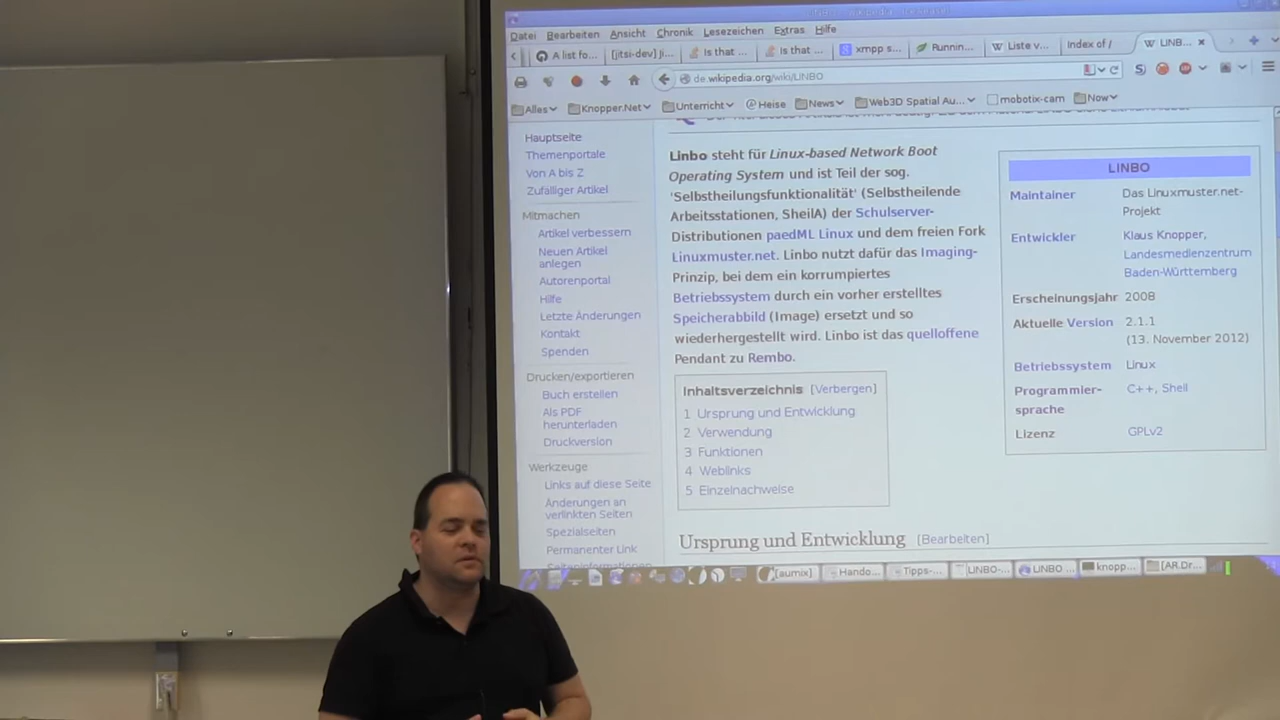 Datei Bearbeiten Ansicht Chronik Lesezeichen Extras Hilfe
A list fo... [jitsi-dev] ji... Is that ... Is that ... xmpp s... Runnin... Liste v... Index of / LINB...
de.wikipedia.org/wiki/LINBO
Alles Knopper.Net Unterricht Heise News Web3D Spatial Au... mobotix-cam Now
Hauptseite
Themenportale
Von A bis Z
Zufälliger Artikel
Mitmachen
Artikel verbessern
Neuen Artikel
anlegen
Autorenportal
Hilfe
Letzte Änderungen
Kontakt
Spenden
Drucken/exportieren
Buch erstellen
Als PDF
herunterladen
Druckversion
Werkzeuge
Links auf diese Seite
Änderungen an
verlinkten Seiten
Spezialseiten
Permanenter Link
Seiteninformationen
Linbo steht für Linux-based Network Boot
Operating System und ist Teil der sog.
'Selbstheilungsfunktionalität' (Selbstheilende
Arbeitsstationen, SheilA) der Schulserver-
Distributionen paedML Linux und dem freien Fork
Linuxmuster.net. Linbo nutzt dafür das Imaging-
Prinzip, bei dem ein korrumpiertes
Betriebssystem durch ein vorher erstelltes
Speicherabbild (Image) ersetzt und so
wiederhergestellt wird. Linbo ist das quelloffene
Pendant zu Rembo.
LINBO
Maintainer Das Linuxmuster.net-
Projekt
Entwickler Klaus Knopper,
Landesmedienzentrum
Baden-Württemberg
Erscheinungsjahr 2008
Aktuelle Version 2.1.1
(13. November 2012)
Betriebssystem Linux
Programmier-
sprache C++, Shell
Lizenz GPLv2
Inhaltsverzeichnis [Verbergen]
1 Ursprung und Entwicklung
2 Verwendung
3 Funktionen
4 Weblinks
5 Einzelnachweise
Ursprung und Entwicklung [Bearbeiten]
[aumix] Hando... Tipps-... LINBO-... LINBO ... knopp... [AR.Dr...